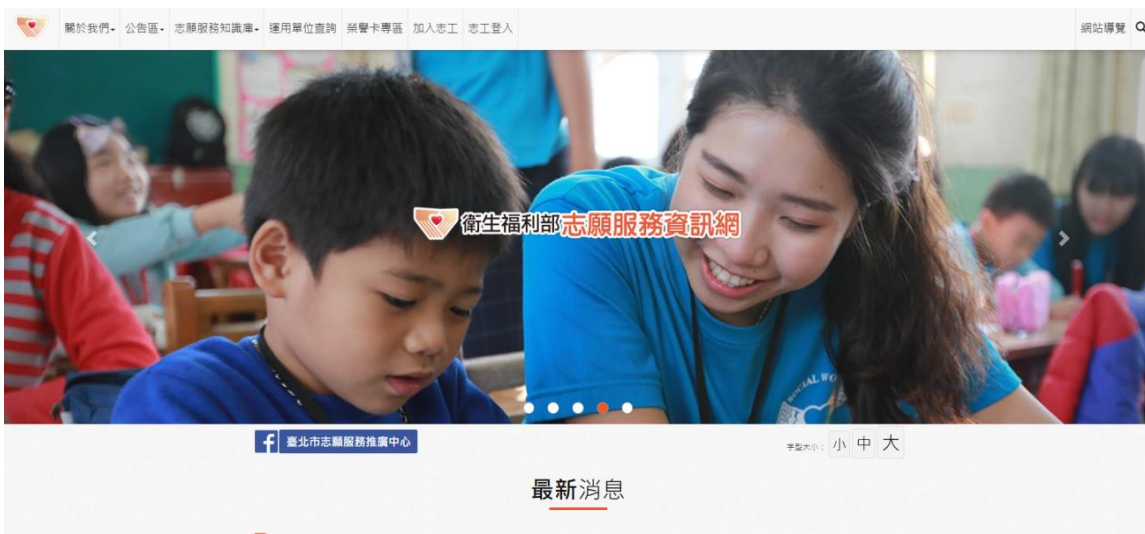 關於我們 公告區 志願服務知識庫 運用單位查詢 榮譽卡專區 加入志工 志工登入 網站導覽
衛生福利部志願服務資訊網
SOCIAL WO
臺北市志願服務推廣中心
字型大小： 小 中 大
最新消息